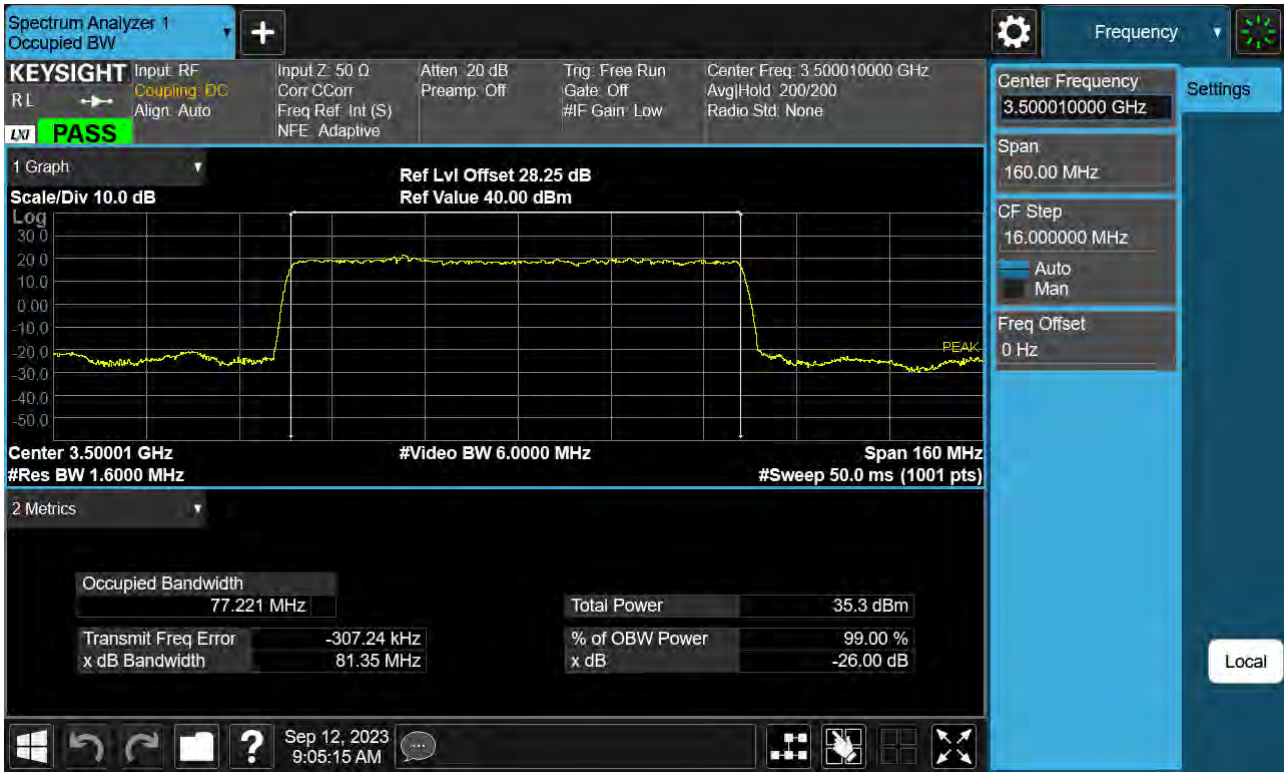 Spectrum Analyzer 1
Occupied BW
+
Frequency
KEYSIGHT
RL
LXI
PASS
Input: RF
Coupling: DC
Align: Auto
Input Z: 50 Ω
Corr CCorr
Freq Ref: Int (S)
NFE: Adaptive
Atten: 20 dB
Preamp: Off
Trig: Free Run
Gate: Off
#IF Gain: Low
Center Freq: 3.500010000 GHz
Avg|Hold: 200/200
Radio Std: None
Center Frequency
3.500010000 GHz
Settings
Span
160.00 MHz
CF Step
16.000000 MHz
Auto
Man
Freq Offset
0 Hz
1 Graph
Scale/Div 10.0 dB
Ref Lvl Offset 28.25 dB
Ref Value 40.00 dBm
Log
30.0
20.0
10.0
0.00
-10.0
-20.0
-30.0
-40.0
-50.0
PEAK
Center 3.50001 GHz
#Video BW 6.0000 MHz
Span 160 MHz
#Res BW 1.6000 MHz
#Sweep 50.0 ms (1001 pts)
2 Metrics
Occupied Bandwidth
77.221 MHz
Total Power 35.3 dBm
Transmit Freq Error -307.24 kHz
% of OBW Power 99.00 %
x dB Bandwidth 81.35 MHz
x dB -26.00 dB
Local
?
Sep 12, 2023
9:05:15 AM